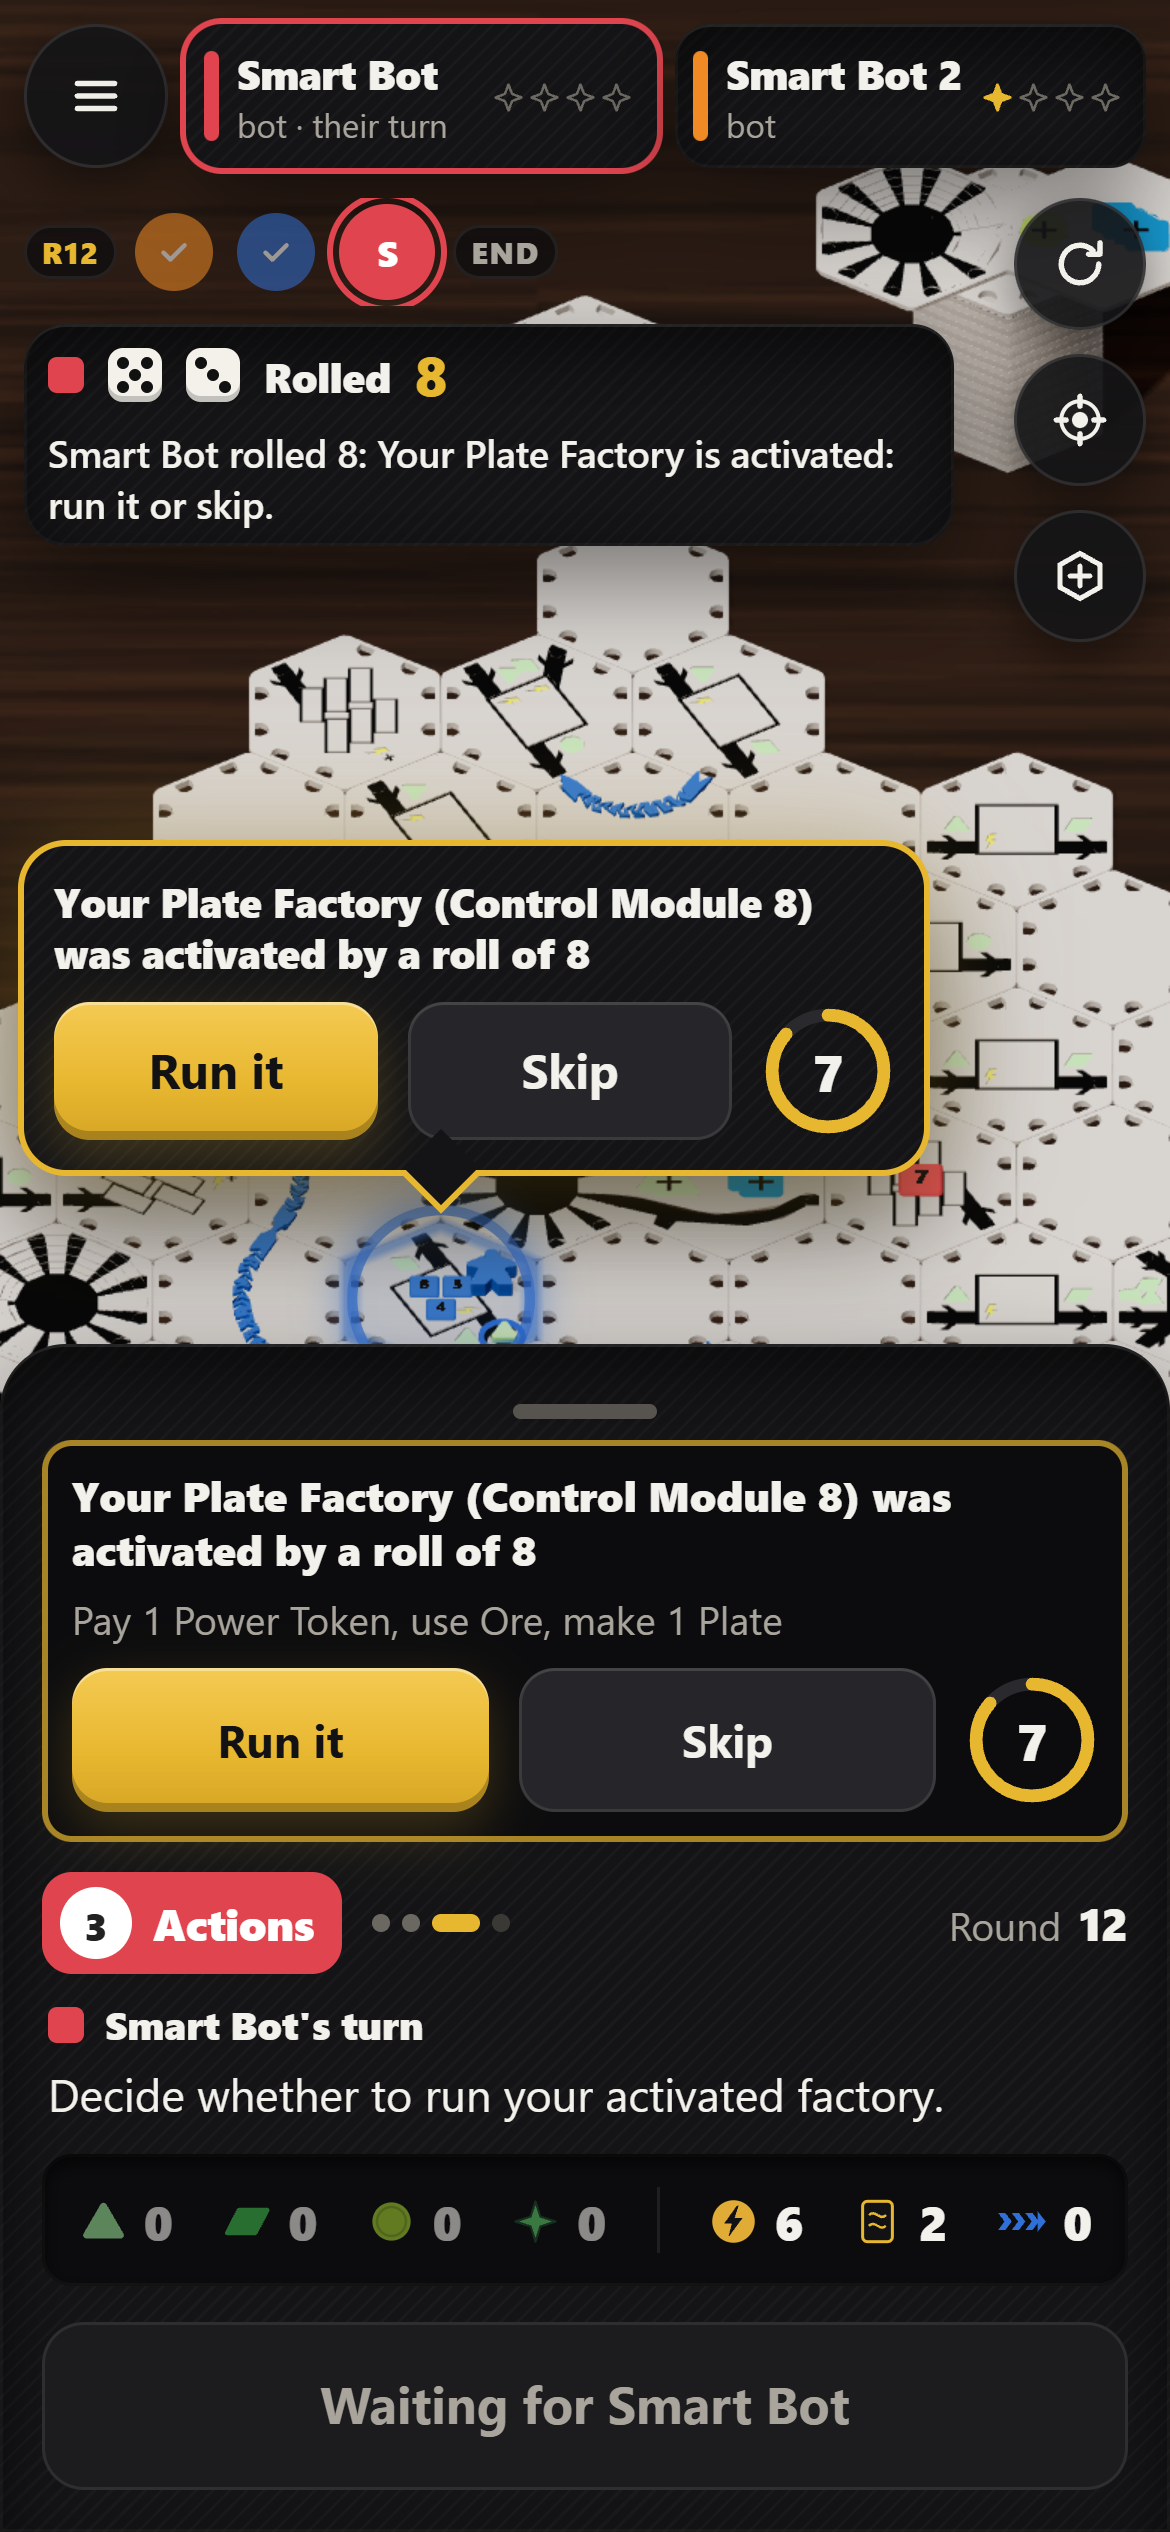 Smart Bot
bot · their turn
Smart Bot 2
bot
R12
S
END
Rolled 8
Smart Bot rolled 8: Your Plate Factory is activated:
run it or skip.
Your Plate Factory (Control Module 8)
was activated by a roll of 8
Run it
Skip
7
7
6
3
4
Your Plate Factory (Control Module 8) was
activated by a roll of 8
Pay 1 Power Token, use Ore, make 1 Plate
Run it
Skip
7
3 Actions
Round 12
Smart Bot's turn
Decide whether to run your activated factory.
0 0 0 0 6 2 0
Waiting for Smart Bot